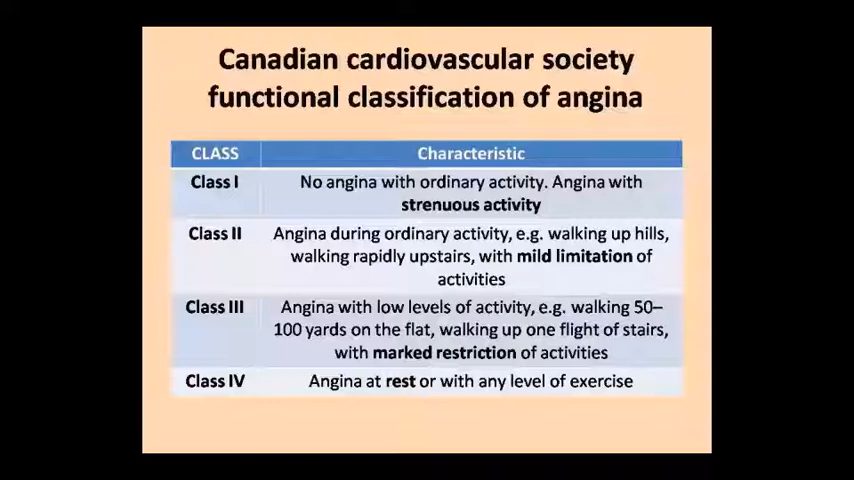 Canadian cardiovascular society
functional classification of angina
CLASS Characteristic
Class I No angina with ordinary activity. Angina with
strenuous activity
Class II Angina during ordinary activity, e.g. walking up hills,
walking rapidly upstairs, with mild limitation of
activities
Class III Angina with low levels of activity, e.g. walking 50–
100 yards on the flat, walking up one flight of stairs,
with marked restriction of activities
Class IV Angina at rest or with any level of exercise